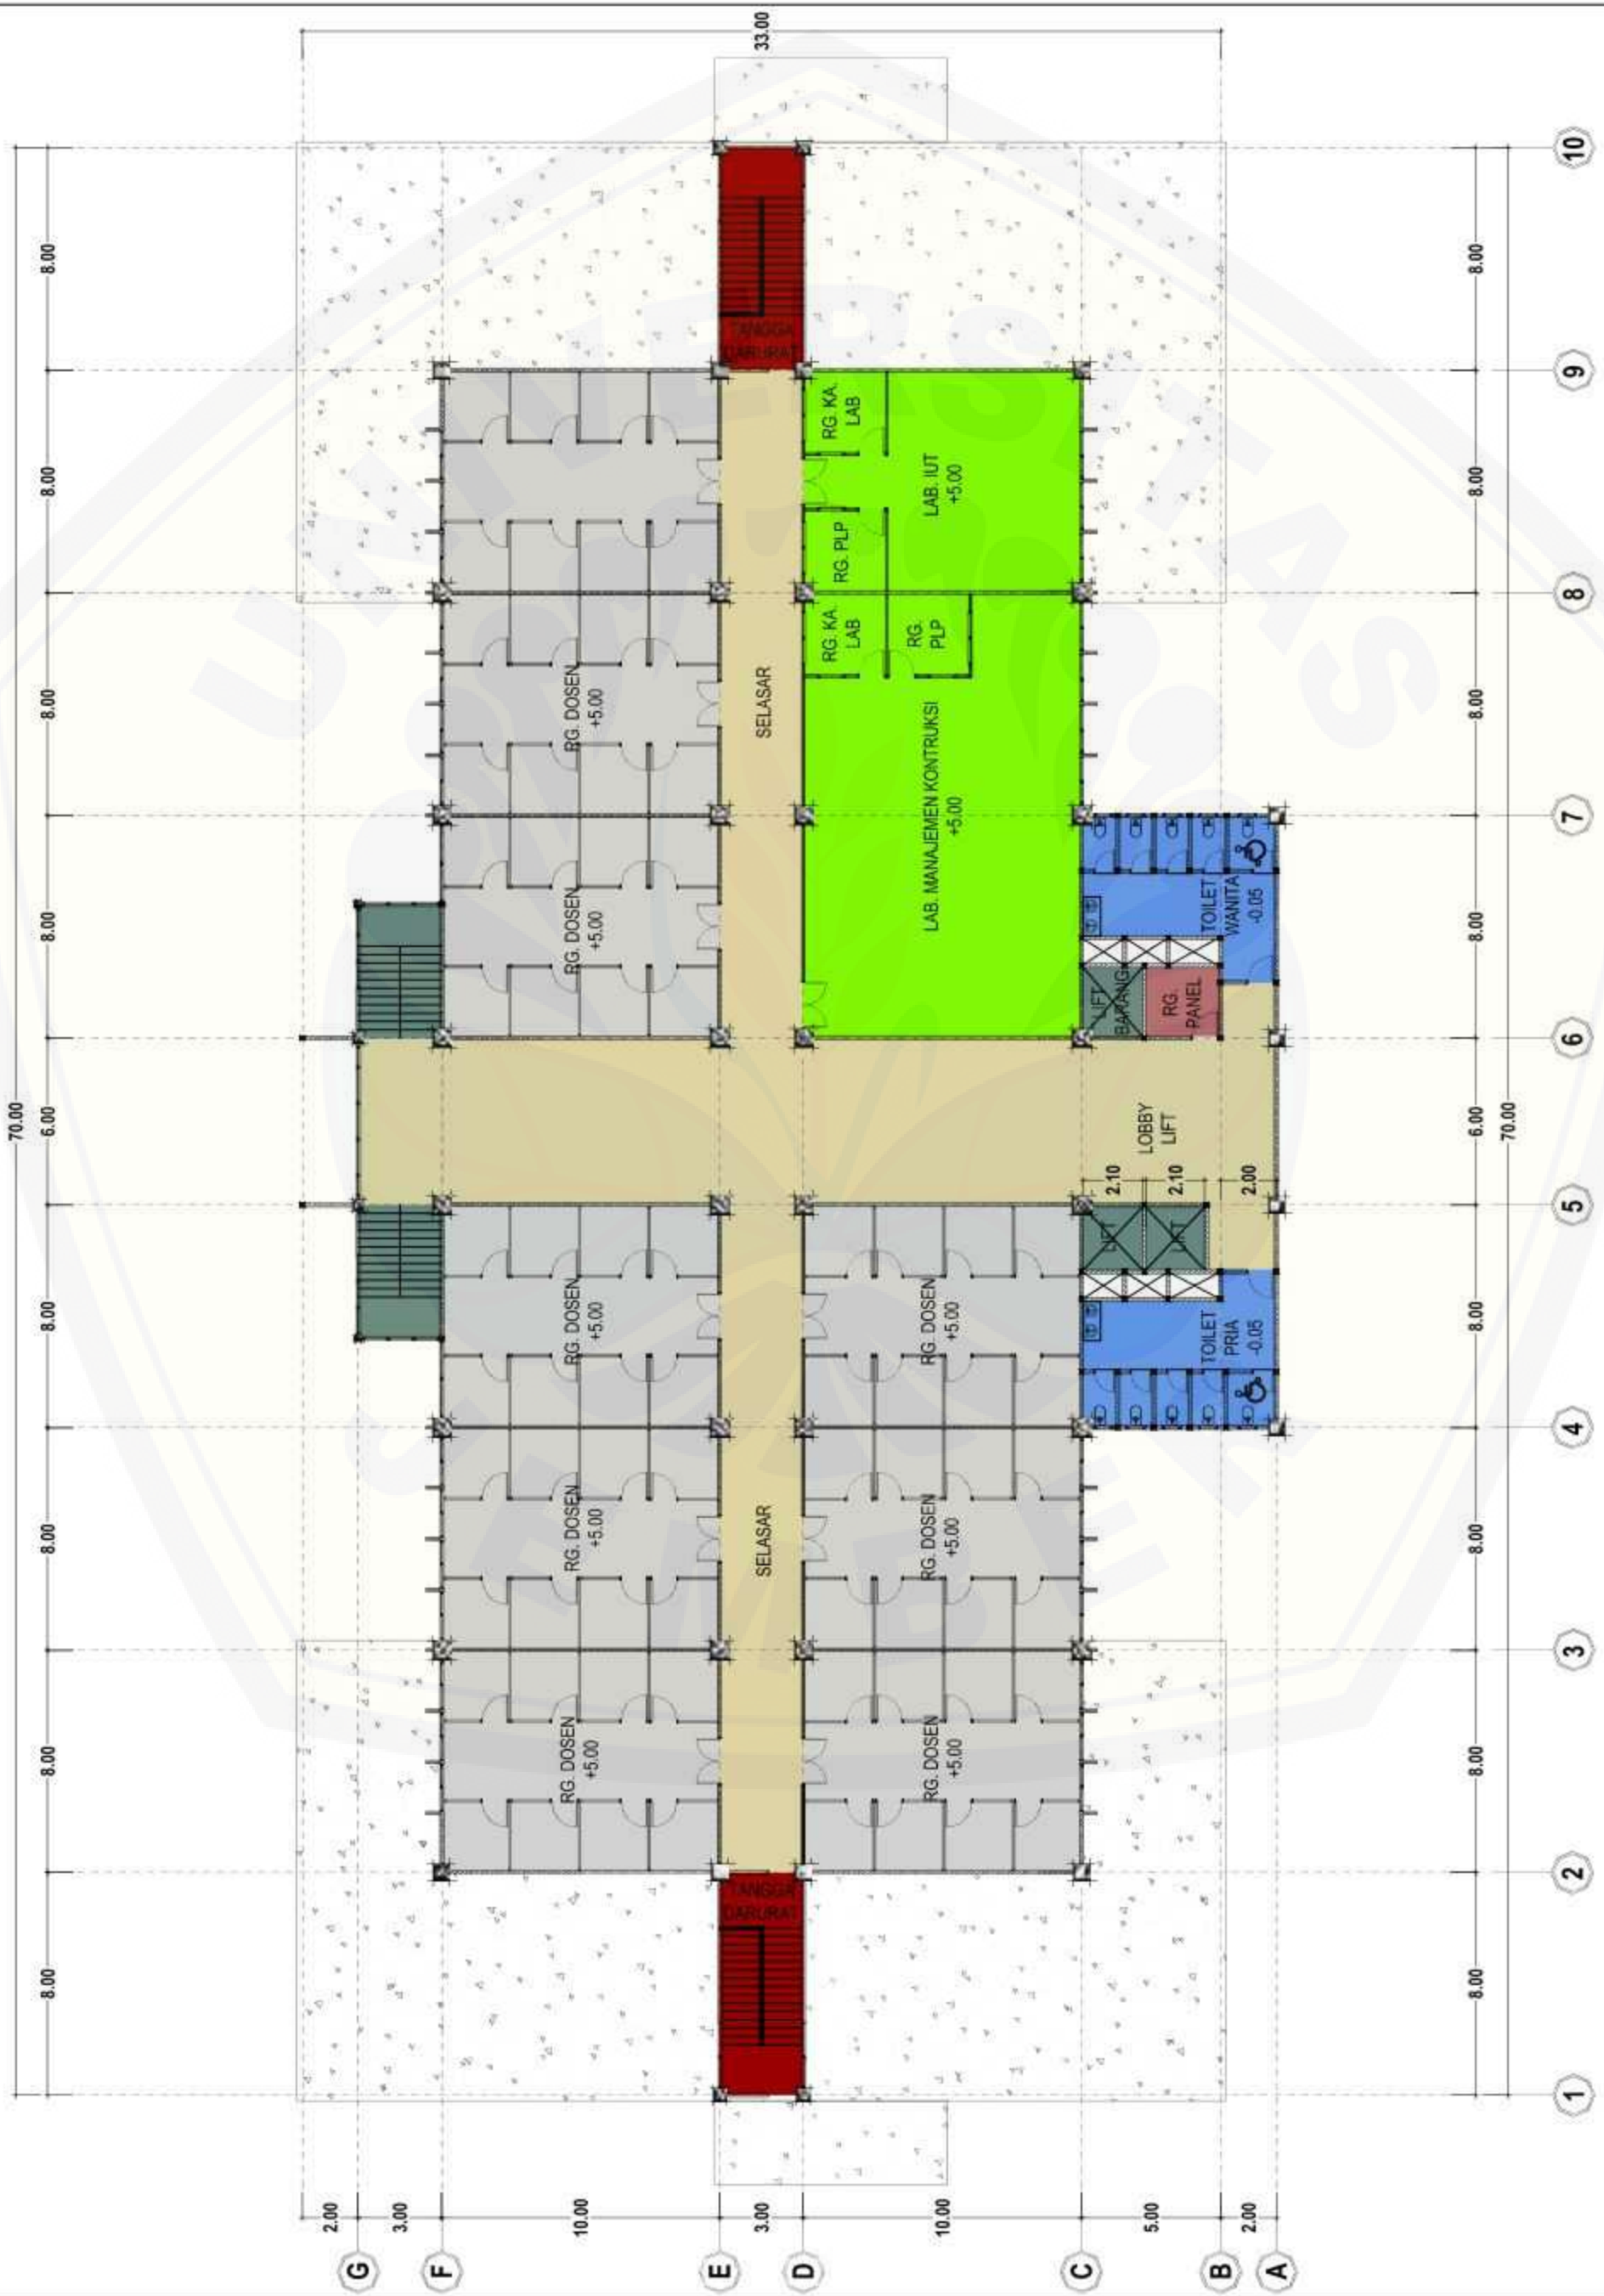 33.00
70.00
8.00
8.00
8.00
8.00
6.00
8.00
8.00
8.00
8.00
10
9
8
7
6
5
4
3
2
1
8.00
8.00
8.00
8.00
6.00
8.00
8.00
8.00
8.00
70.00
TANGGA
DARURAT
RG. KA.
LAB
LAB. IUT
+5.00
RG. PLP
RG. KA.
LAB
RG.
PLP
RG. DOSEN
+5.00
SELASAR
LAB. MANAJEMEN KONTRUKSI
+5.00
RG. DOSEN
+5.00
TOILET
WANITA
-0.05
LIFT
BARANG
RG.
PANEL
LOBBY
LIFT
2.10
2.10
2.00
LIFT
LIFT
RG. DOSEN
+5.00
RG. DOSEN
+5.00
TOILET
PRIA
-0.05
RG. DOSEN
+5.00
SELASAR
RG. DOSEN
+5.00
RG. DOSEN
+5.00
RG. DOSEN
+5.00
TANGGA
DARURAT
2.00
3.00
10.00
3.00
10.00
5.00
2.00
G
F
E
D
C
B
A
UNIVERSITAS
JEMBER